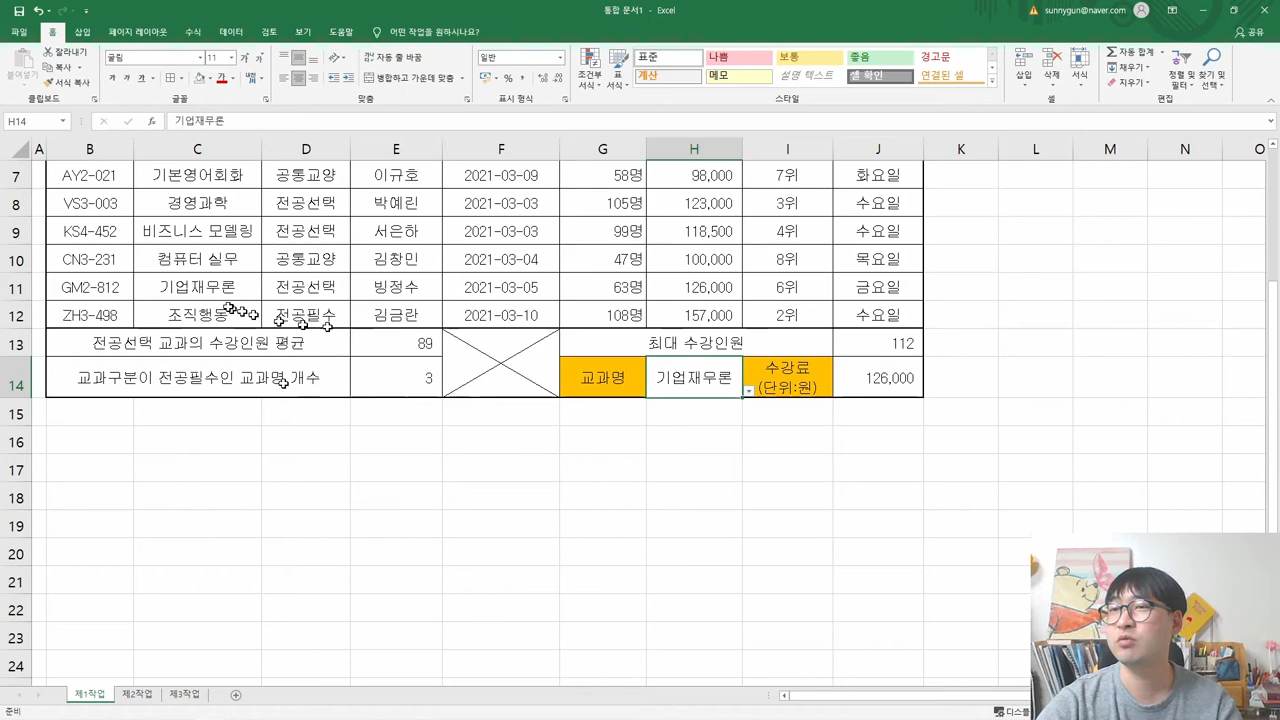 통합 문서1 - Excel
sunnygun@naver.com
파일 홈 삽입 페이지 레이아웃 수식 데이터 검토 보기 도움말 어떤 작업을 원하시나요? 공유
잘라내기 굴림 11 자동 줄 바꿈 일반 표준 나쁨 보통 좋음 경고문 자동 합계
붙여넣기 복사 가 가 가 병합하고 가운데 맞춤 % 조건부 서식 표 서식 계산 메모 설명 텍스트 셀 확인 연결된 셀 삽입 삭제 서식 채우기 정렬 및 필터 찾기 및 선택
서식 복사 지우기
클립보드 글꼴 맞춤 표시 형식 스타일 셀 편집
H14 fx 기업재무론
A B C D E F G H I J K L M N O
7 AY2-021 기본영어회화 공통교양 이규호 2021-03-09 58명 98,000 7위 화요일
8 VS3-003 경영과학 전공선택 박예린 2021-03-03 105명 123,000 3위 수요일
9 KS4-452 비즈니스 모델링 전공선택 서은하 2021-03-03 99명 118,500 4위 수요일
10 CN3-231 컴퓨터 실무 공통교양 김창민 2021-03-04 47명 100,000 8위 목요일
11 GM2-812 기업재무론 전공선택 빙정수 2021-03-05 63명 126,000 6위 금요일
12 ZH3-498 조직행동 전공필수 김금란 2021-03-10 108명 157,000 2위 수요일
13 전공선택 교과의 수강인원 평균 89 최대 수강인원 112
14 교과구분이 전공필수인 교과명 개수 3 교과명 기업재무론 수강료 (단위:원) 126,000
15
16
17
18
19
20
21
22
23
24
제1작업 제2작업 제3작업
준비 디스플